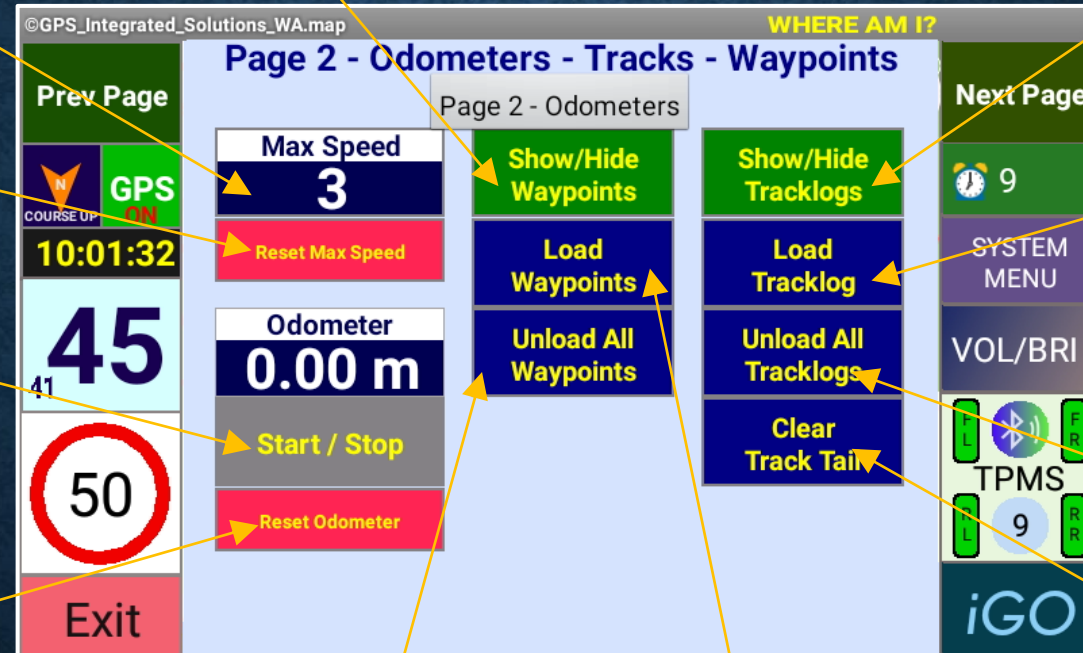 ©GPS_Integrated_Solutions_WA.map
WHERE AM I?
Prev Page
Page 2 - Odometers - Tracks - Waypoints
Page 2 - Odometers
Next Page
N
COURSE UP
GPS
ON
10:01:32
45
41
50
Exit
Max Speed
3
Reset Max Speed
Odometer
0.00 m
Start / Stop
Reset Odometer
Show/Hide
Waypoints
Load
Waypoints
Unload All
Waypoints
Show/Hide
Tracklogs
Load
Tracklog
Unload All
Tracklogs
Clear
Track Tail
9
SYSTEM
MENU
VOL/BRI
F
L
F
R
TPMS
R
L
9
R
R
iGO